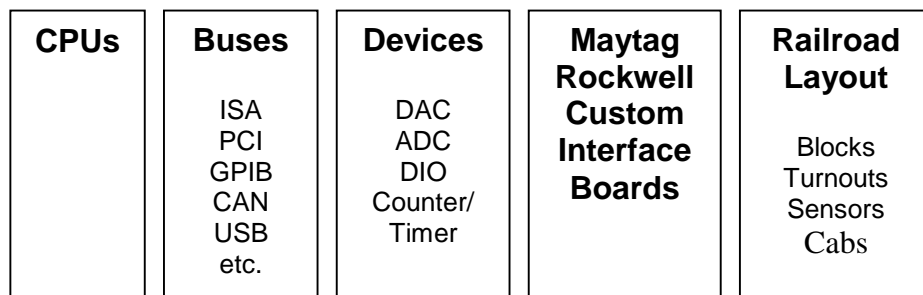 CPUs
Buses
ISA
PCI
GPIB
CAN
USB
etc.
Devices
DAC
ADC
DIO
Counter/
Timer
Maytag
Rockwell
Custom
Interface
Boards
Railroad
Layout
Blocks
Turnouts
Sensors
Cabs